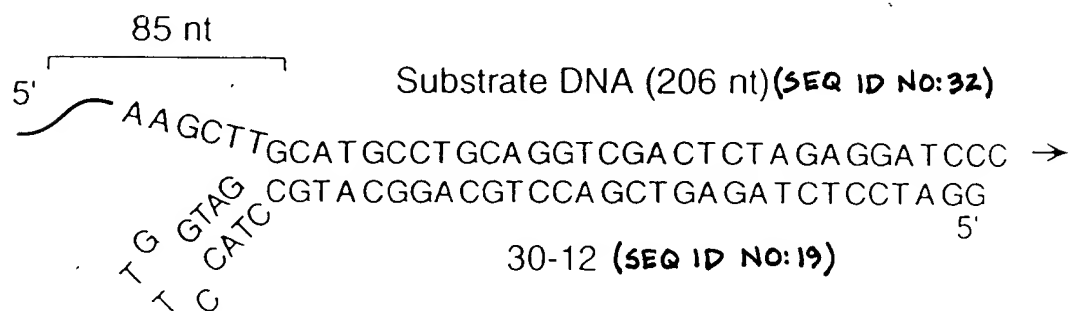 85 nt
5'
Substrate DNA (206 nt) (SEQ ID NO:32)
AAGCTTGCATGCCTGCAGGTCGACTCTAGAGGATCCC →
GTAG
CATC
CGTACGGACGTCCAGCTGAGATCTCCTAGG
5'
G
T
T
C
30-12 (SEQ ID NO:19)